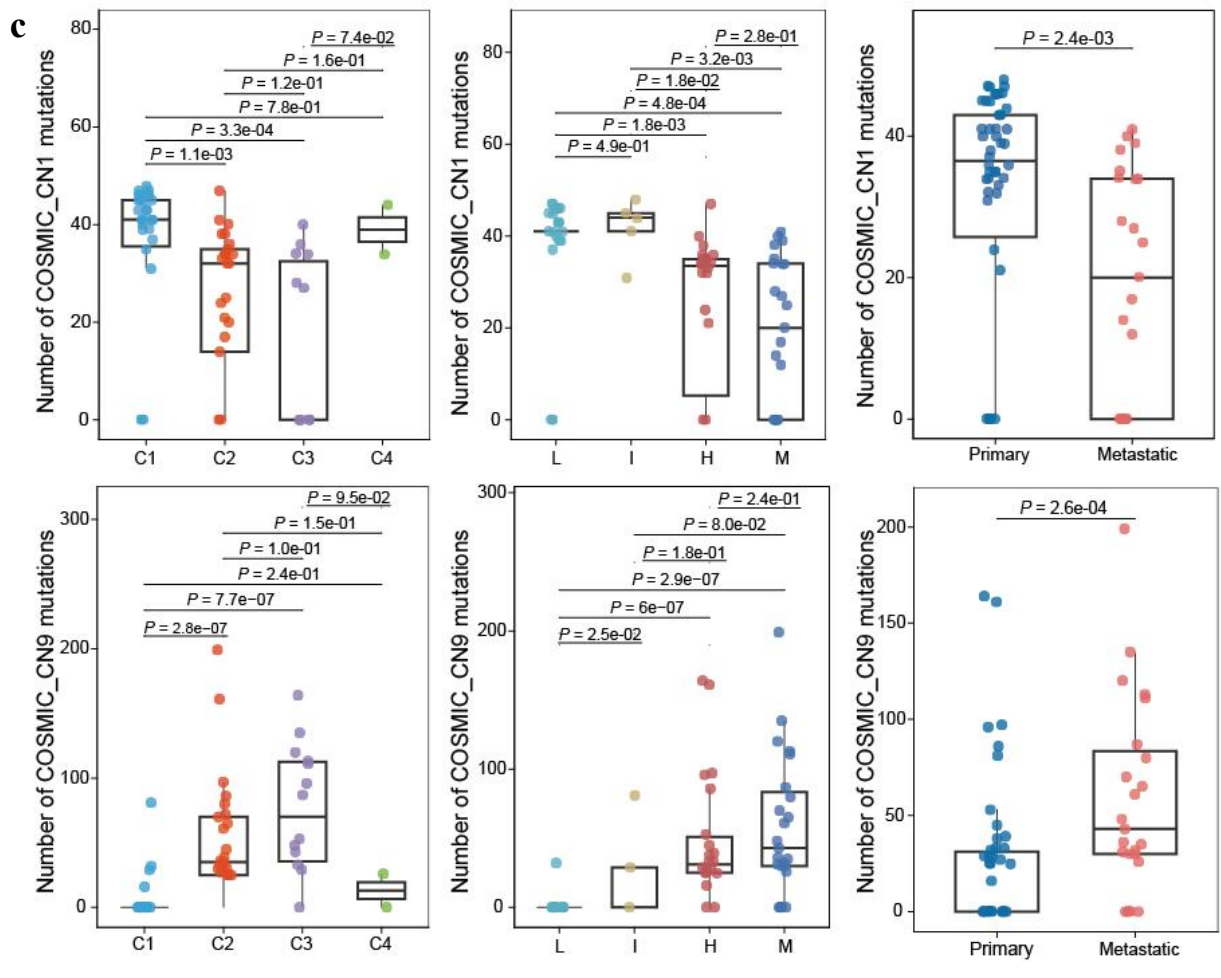 c
Number of COSMIC_CN1 mutations
80
60
40
20
0
P = 7.4e-02
P = 1.6e-01
P = 1.2e-01
P = 7.8e-01
P = 3.3e-04
P = 1.1e-03
C1 C2 C3 C4
Number of COSMIC_CN1 mutations
80
60
40
20
0
P = 2.8e-01
P = 3.2e-03
P = 1.8e-02
P = 4.8e-04
P = 1.8e-03
P = 4.9e-01
L I H M
Number of COSMIC_CN1 mutations
40
20
0
P = 2.4e-03
Primary Metastatic
Number of COSMIC_CN9 mutations
300
200
100
0
P = 9.5e-02
P = 1.5e-01
P = 1.0e-01
P = 2.4e-01
P = 7.7e-07
P = 2.8e−07
C1 C2 C3 C4
Number of COSMIC_CN9 mutations
300
200
100
0
P = 2.4e-01
P = 8.0e-02
P = 1.8e-01
P = 2.9e−07
P = 6e−07
P = 2.5e-02
L I H M
Number of COSMIC_CN9 mutations
200
150
100
50
0
P = 2.6e-04
Primary Metastatic